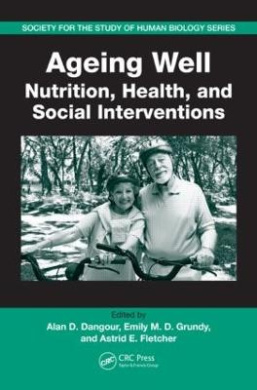 SOCIETY FOR THE STUDY OF HUMAN BIOLOGY SERIES
Ageing Well
Nutrition, Health, and
Social Interventions
Edited by
Alan D. Dangour, Emily M. D. Grundy,
and Astrid E. Fletcher
CRC Press
Taylor & Francis Group